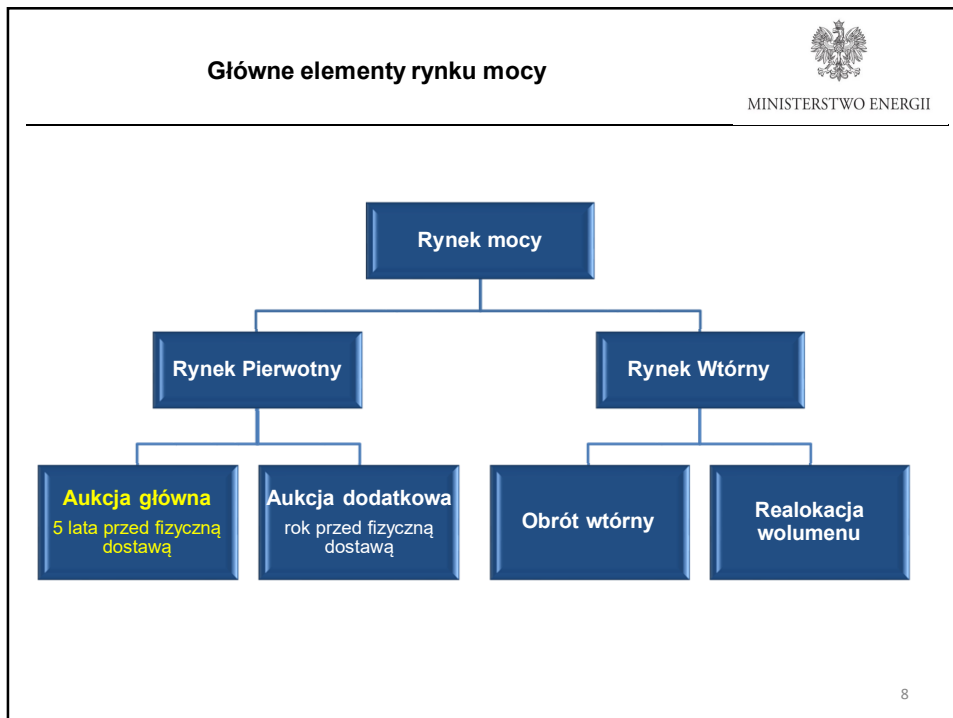 Główne elementy rynku mocy
MINISTERSTWO ENERGII
Rynek mocy
Rynek Pierwotny
Rynek Wtórny
Aukcja główna
5 lata przed fizyczną
dostawą
Aukcja dodatkowa
rok przed fizyczną
dostawą
Obrót wtórny
Realokacja
wolumenu
8